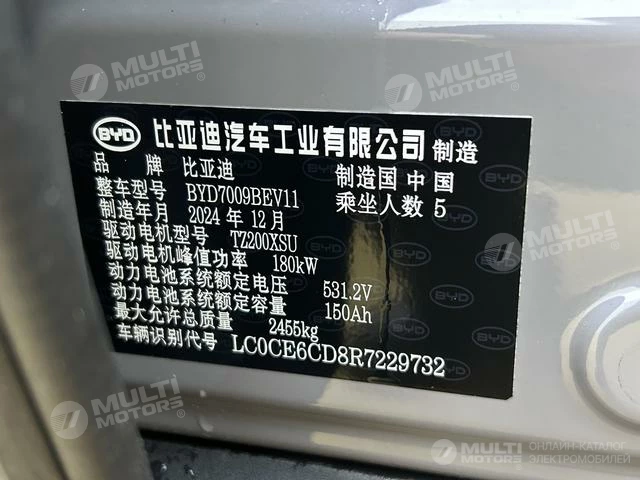 BYD 比亚迪汽车工业有限公司 制造
品 牌 比亚迪 制造国 中国
整车型号 BYD7009BEV11 乘坐人数 5
制造年月 2024 年 12 月
驱动电机型号 TZ200XSU
驱动电机峰值功率 180kW
动力电池系统额定电压 531.2V
动力电池系统额定容量 150Ah
最大允许总质量 2455kg
车辆识别代号 LC0CE6CD8R7229732
MULTI MOTORS
MULTI MOTORS
MULTI MOTORS
MULTI MOTORS
MULTI MOTORS
ОНЛАЙН-КАТАЛОГ
ЭЛЕКТРОМОБИЛЕЙ